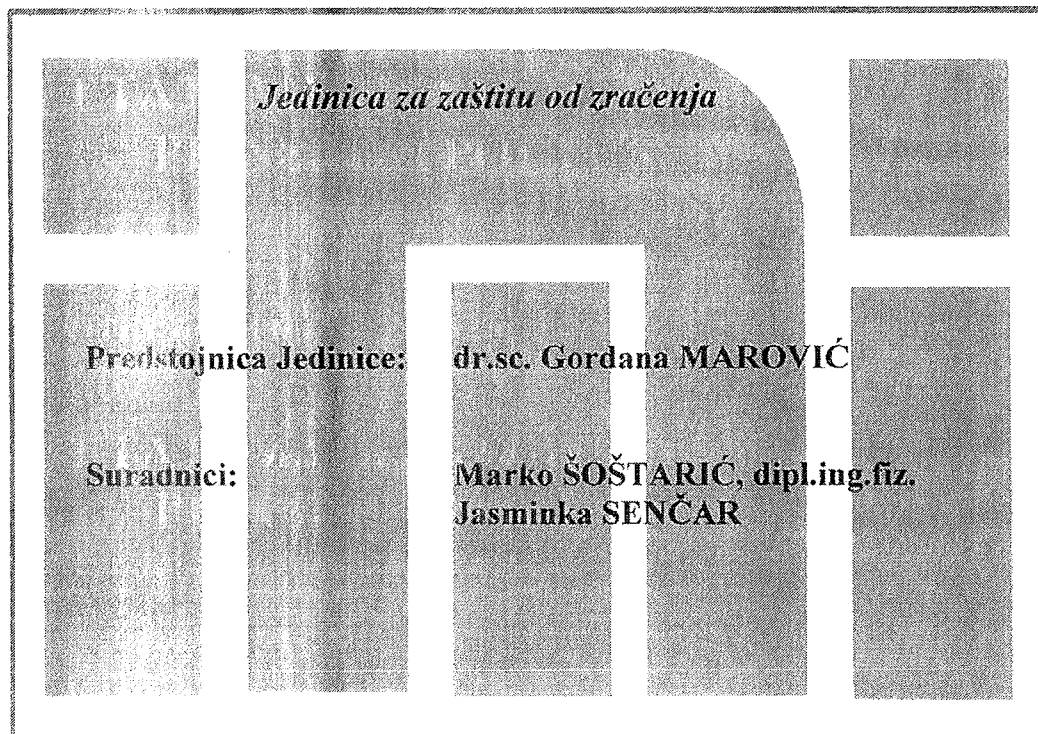 Jedinica za zaštitu od zračenja
Predstojnica Jedinice: dr.sc. Gordana MAROVIĆ
Suradnici: Marko ŠOŠTARIĆ, dipl.ing.fiz.
Jasminka SENČAR